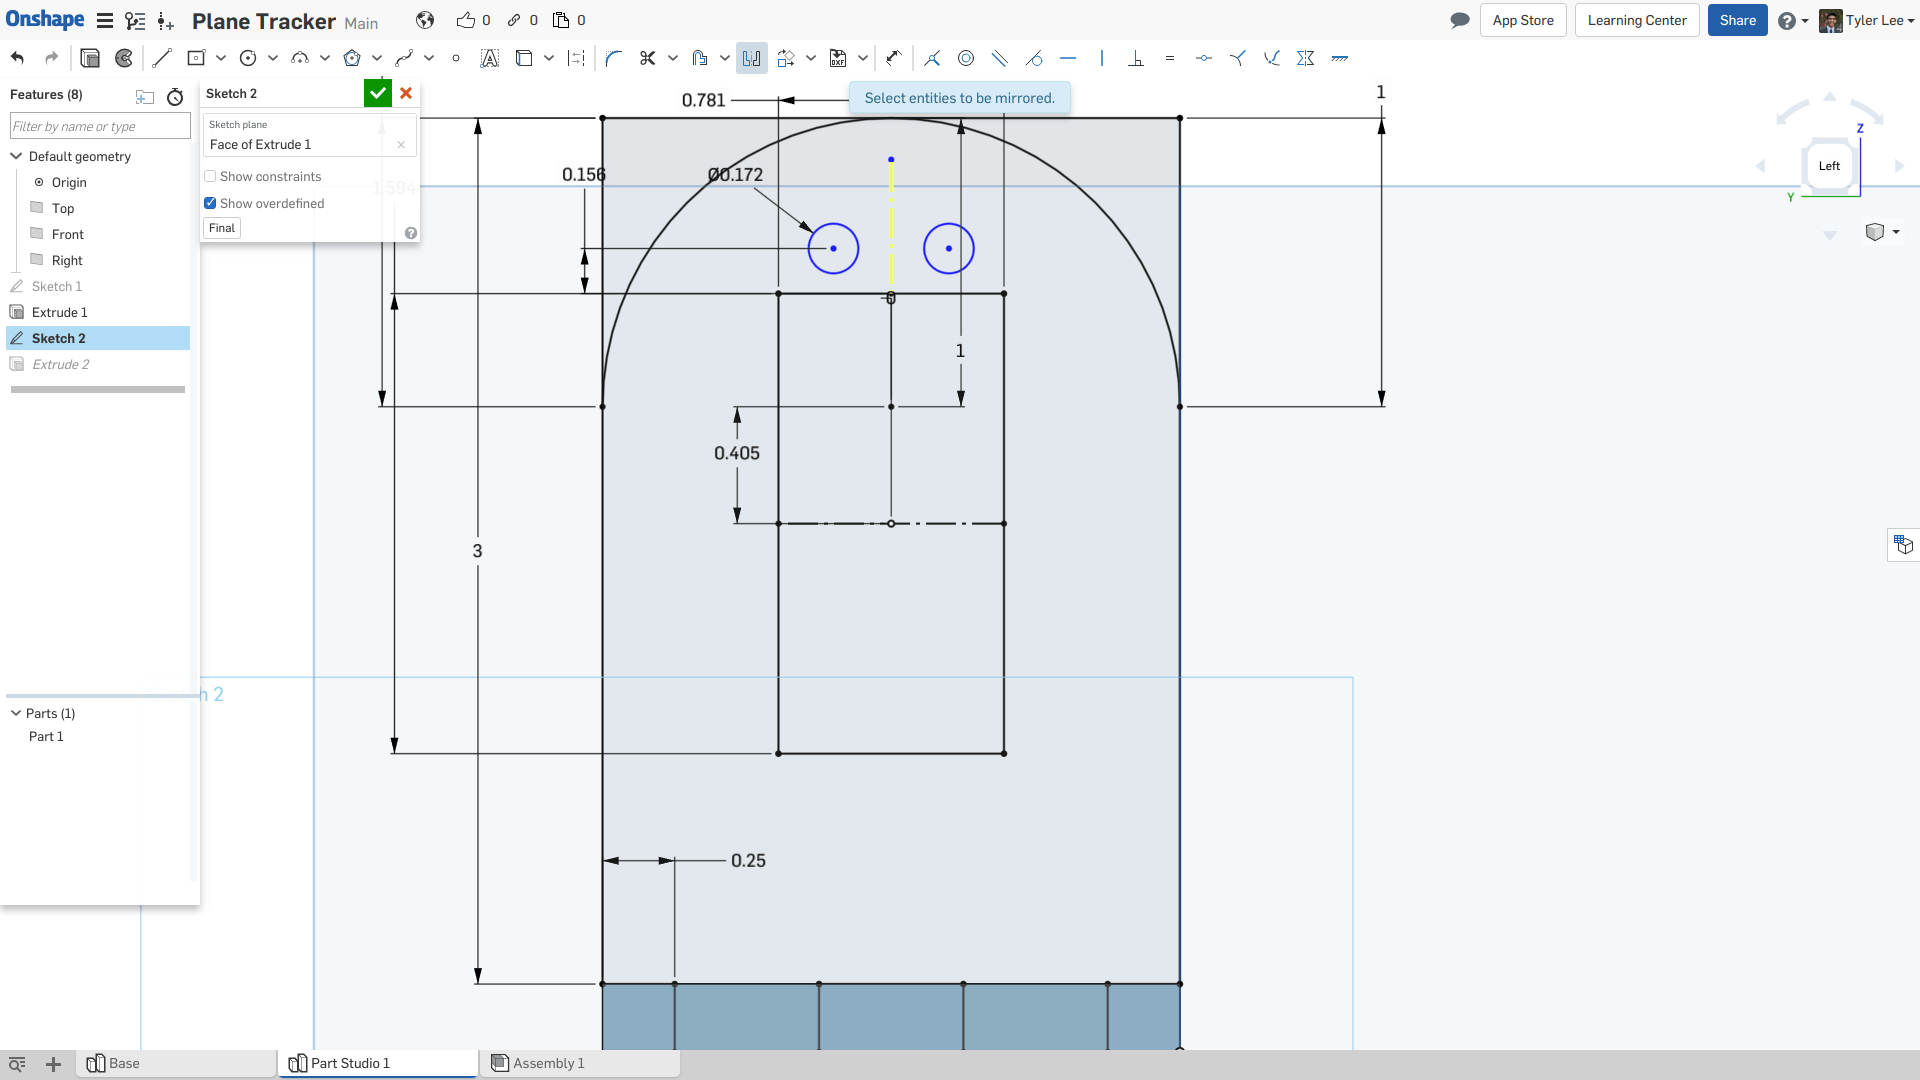 Onshape
Plane Tracker Main
0
0
0
App Store
Learning Center
Share
Tyler Lee
Features (8)
Filter by name or type
Default geometry
Origin
Top
Front
Right
Sketch 1
Extrude 1
Sketch 2
Extrude 2
Parts (1)
Part 1
Sketch 2
Sketch plane
Face of Extrude 1
Show constraints
Show overdefined
Final
Select entities to be mirrored.
0.781
1
1.594
0.156
Ø0.172
1
0.405
3
0.25
h 2
Left
Z
Y
DXF
Base
Part Studio 1
Assembly 1